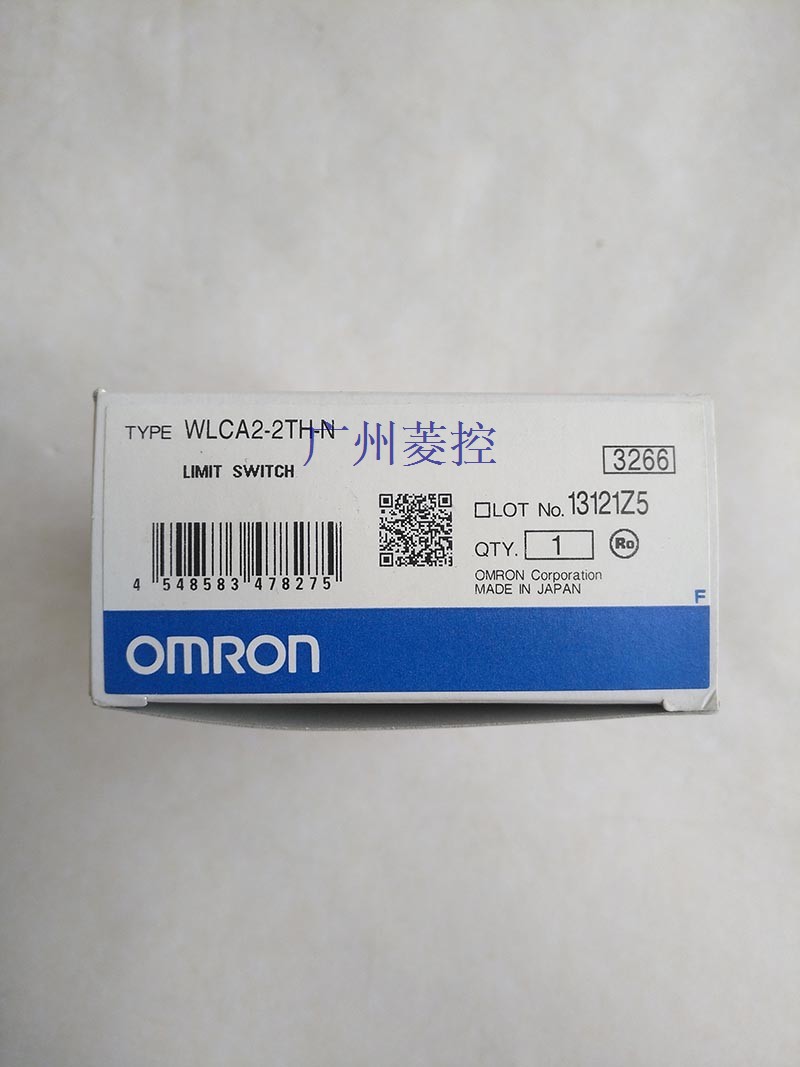 TYPE WLCA2-2TH-N
广州菱控
LIMIT SWITCH
3266
LOT No. 13121Z5
QTY. 1
Ro
4 548583 478275
OMRON Corporation
MADE IN JAPAN
F
OMRON